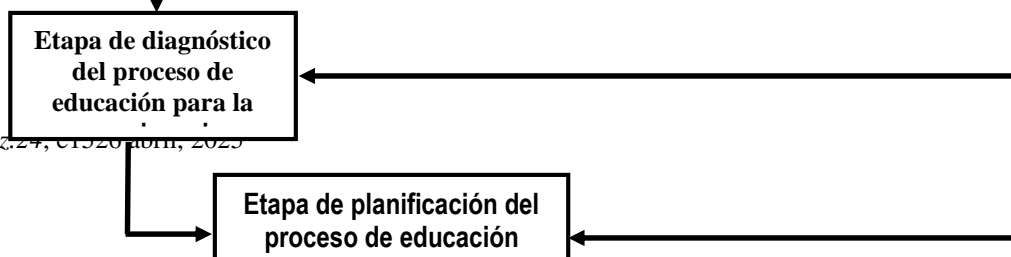 Etapa de diagnóstico
del proceso de
educación para la
abril, 2025
Etapa de planificación del
proceso de educación